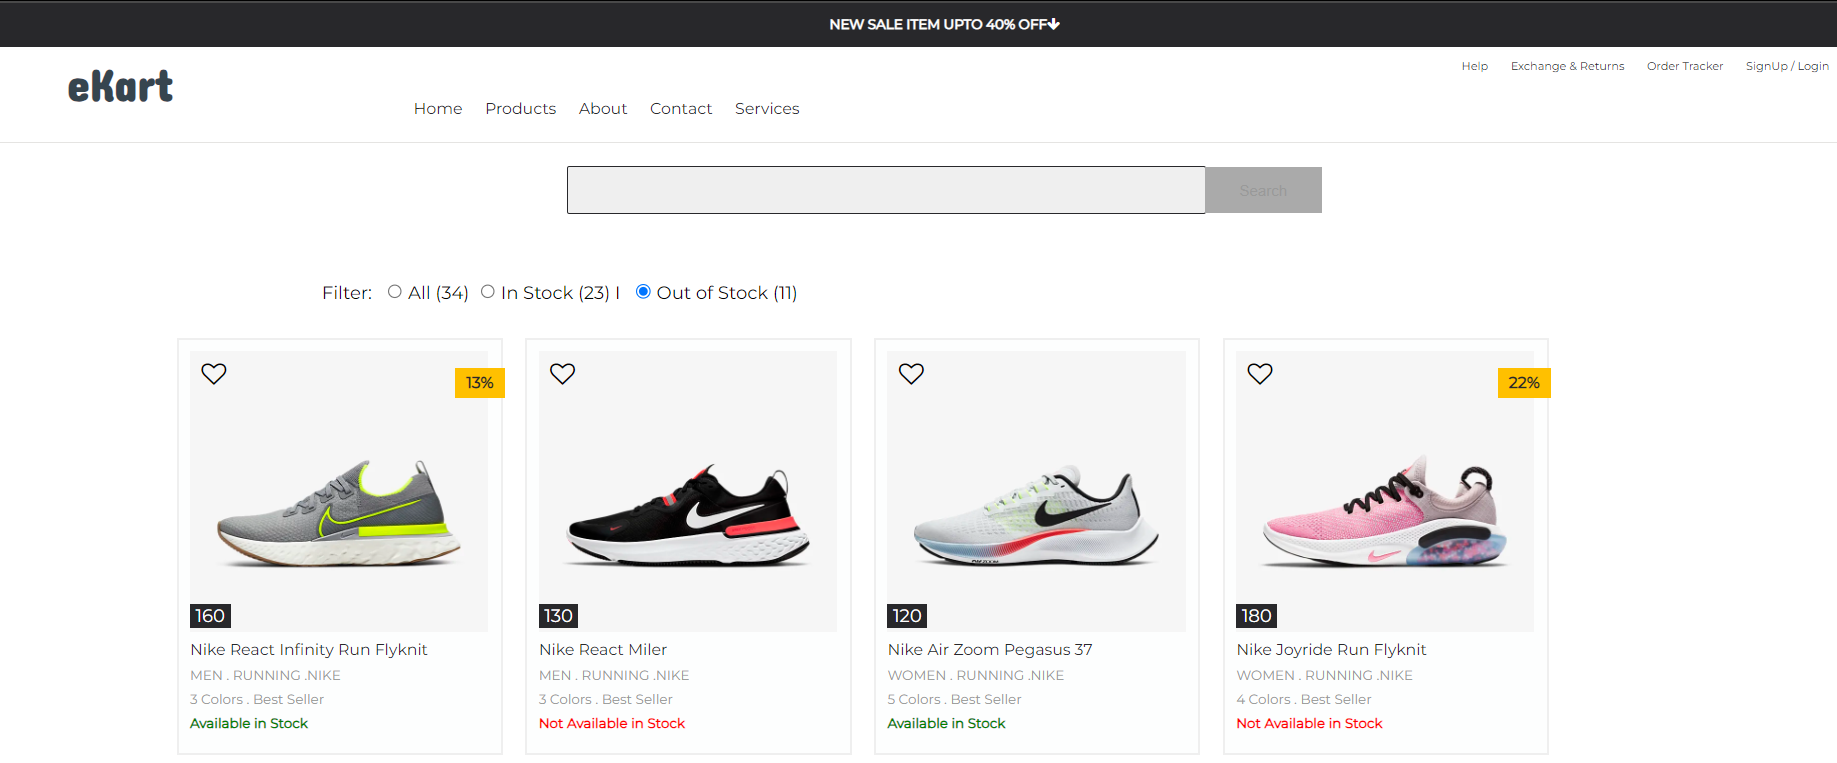 NEW SALE ITEM UPTO 40% OFF
Help Exchange & Returns Order Tracker SignUp / Login
eKart
Home Products About Contact Services
Search
Filter: All (34) In Stock (23) I Out of Stock (11)
13%
22%
160
130
120
180
Nike React Infinity Run Flyknit
MEN . RUNNING .NIKE
3 Colors . Best Seller
Available in Stock
Nike React Miler
MEN . RUNNING .NIKE
3 Colors . Best Seller
Not Available in Stock
Nike Air Zoom Pegasus 37
WOMEN . RUNNING .NIKE
5 Colors . Best Seller
Available in Stock
Nike Joyride Run Flyknit
WOMEN . RUNNING .NIKE
4 Colors . Best Seller
Not Available in Stock